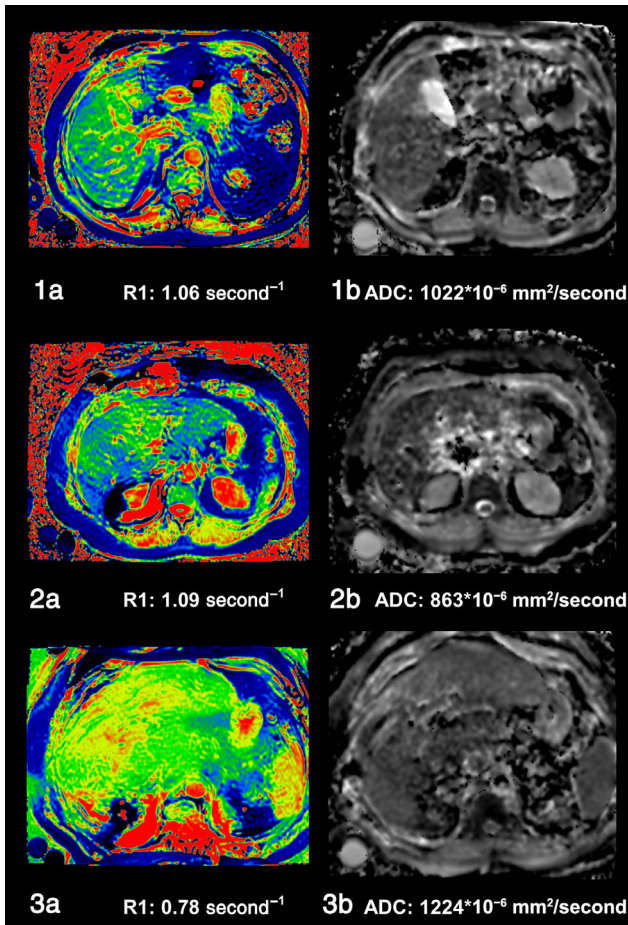 1a R1: 1.06 second⁻¹ 1b ADC: 1022*10⁻⁶ mm²/second
2a R1: 1.09 second⁻¹ 2b ADC: 863*10⁻⁶ mm²/second
3a R1: 0.78 second⁻¹ 3b ADC: 1224*10⁻⁶ mm²/second